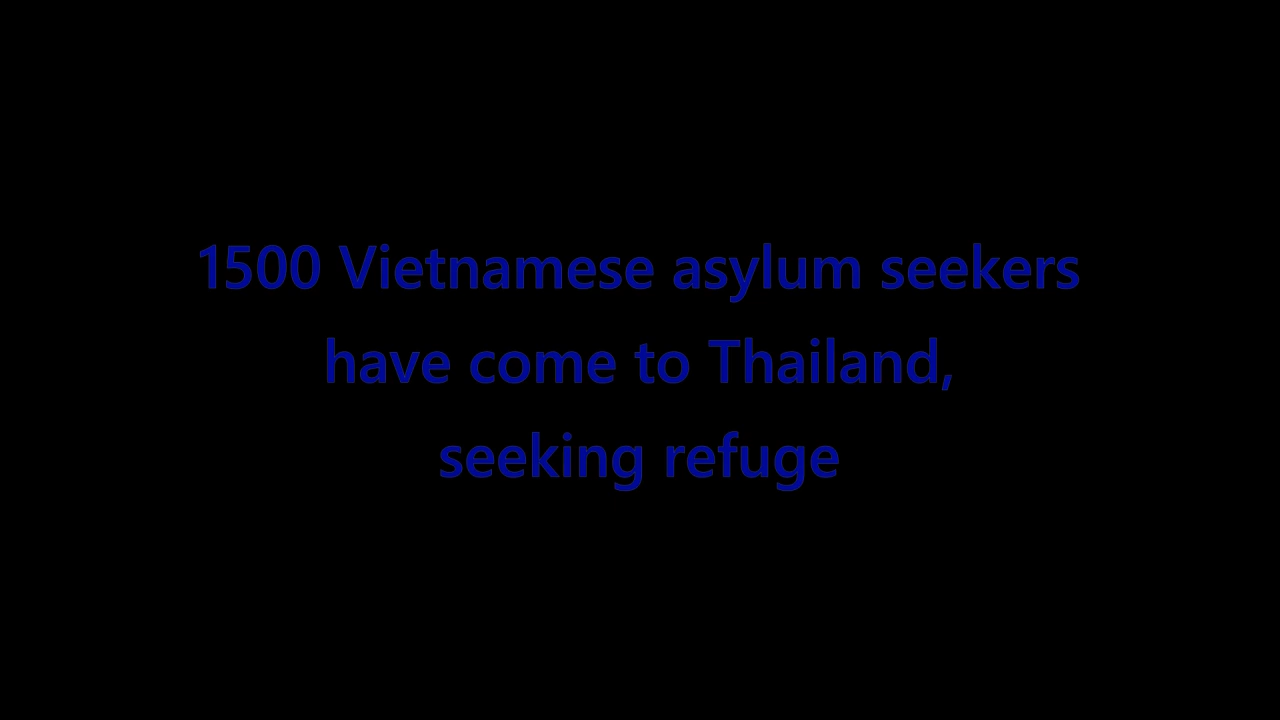 1500 Vietnamese asylum seekers
have come to Thailand,
seeking refuge